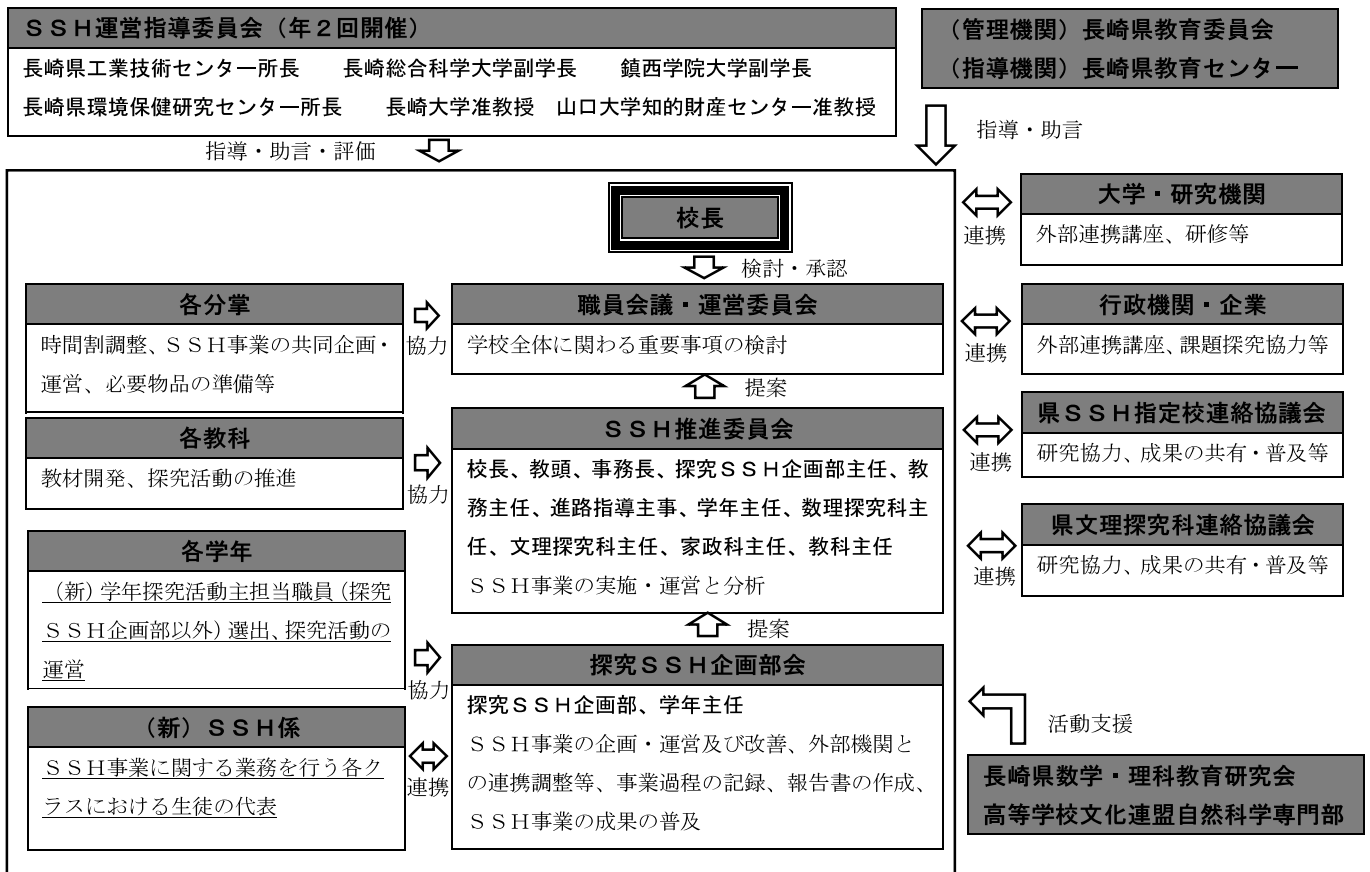 ＳＳＨ運営指導委員会（年２回開催）
長崎県工業技術センター所長　　長崎総合科学大学副学長　　鎮西学院大学副学長
長崎県環境保健研究センター所長　　長崎大学准教授　山口大学知的財産センター准教授
指導・助言・評価
（管理機関）長崎県教育委員会
（指導機関）長崎県教育センター
指導・助言
校長
検討・承認
職員会議・運営委員会
学校全体に関わる重要事項の検討
提案
ＳＳＨ推進委員会
校長、教頭、事務長、探究ＳＳＨ企画部主任、教
務主任、進路指導主事、学年主任、数理探究科主
任、文理探究科主任、家政科主任、教科主任
ＳＳＨ事業の実施・運営と分析
提案
探究ＳＳＨ企画部会
探究ＳＳＨ企画部、学年主任
ＳＳＨ事業の企画・運営及び改善、外部機関と
の連携調整等、事業過程の記録、報告書の作成、
ＳＳＨ事業の成果の普及
各分掌
時間割調整、ＳＳＨ事業の共同企画・
運営、必要物品の準備等
協力
各教科
教材開発、探究活動の推進
協力
各学年
（新）学年探究活動主担当職員（探究
ＳＳＨ企画部以外）選出、探究活動の
運営
協力
（新）ＳＳＨ係
ＳＳＨ事業に関する業務を行う各ク
ラスにおける生徒の代表
連携
大学・研究機関
外部連携講座、研修等
連携
行政機関・企業
外部連携講座、課題探究協力等
連携
県ＳＳＨ指定校連絡協議会
研究協力、成果の共有・普及等
連携
県文理探究科連絡協議会
研究協力、成果の共有・普及等
連携
活動支援
長崎県数学・理科教育研究会
高等学校文化連盟自然科学専門部